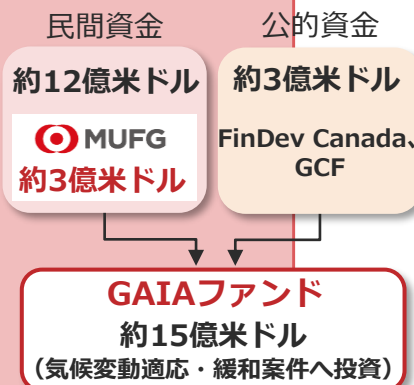 民間資金
公的資金
約12億米ドル
MUFG
約3億米ドル
約3億米ドル
FinDev Canada、
GCF
GAIAファンド
約15億米ドル
（気候変動適応・緩和案件へ投資）